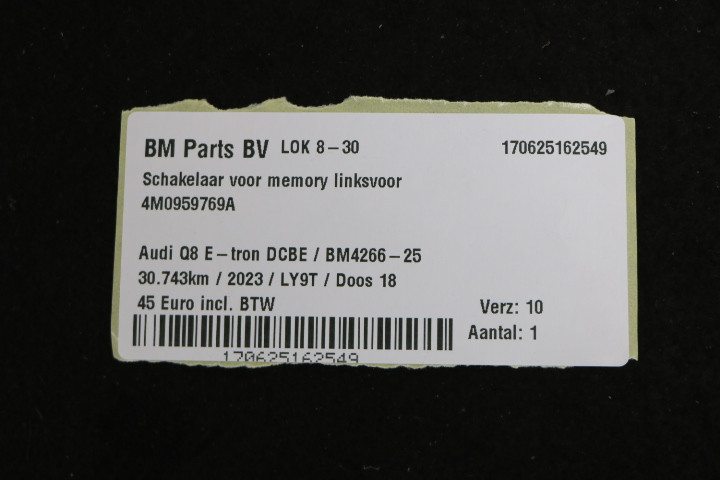 BM Parts BV LOK 8-30 170625162549
Schakelaar voor memory linksvoor
4M0959769A
Audi Q8 E-tron DCBE / BM4266-25
30.743km / 2023 / LY9T / Doos 18
45 Euro incl. BTW Verz: 10
Aantal: 1
170625162549